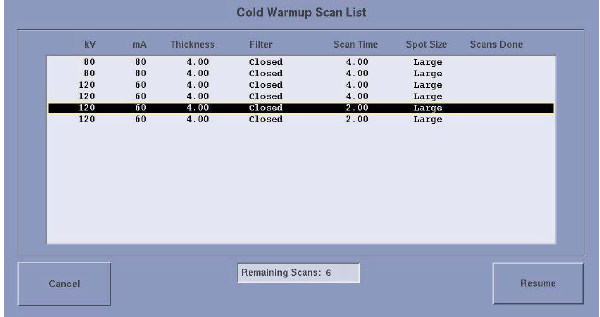 Cold Warmup Scan List
kV mA Thickness Filter Scan Time Spot Size Scans Done
80 80 4.00 Closed 4.00 Large
80 80 4.00 Closed 4.00 Large
120 60 4.00 Closed 4.00 Large
120 60 4.00 Closed 4.00 Large
120 60 4.00 Closed 2.00 Large
120 60 4.00 Closed 2.00 Large
Remaining Scans: 6
Cancel Resume